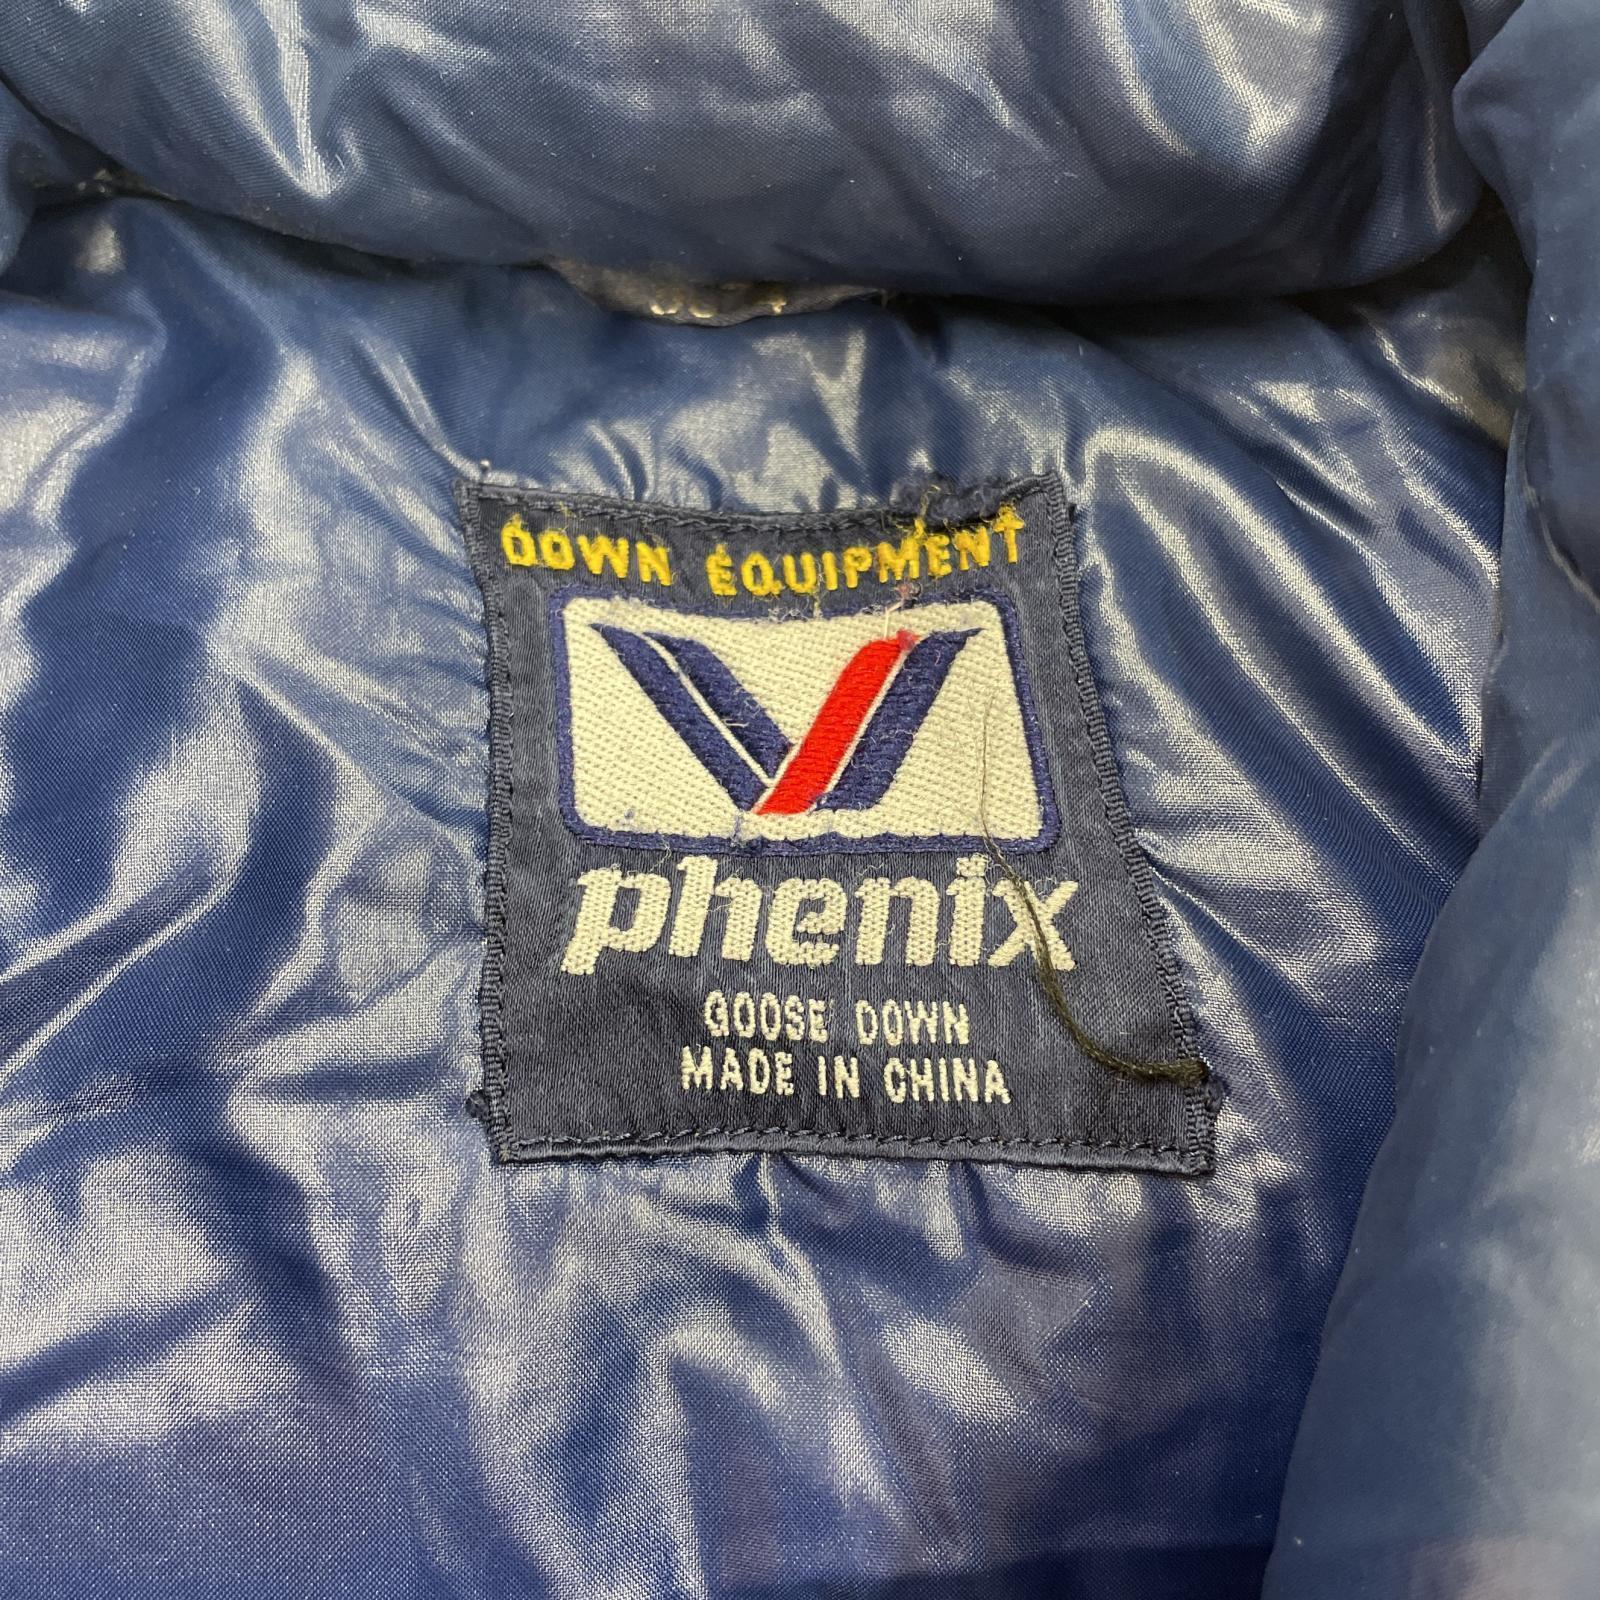 DOWN EQUIPMENT
phenix
GOOSE DOWN
MADE IN CHINA